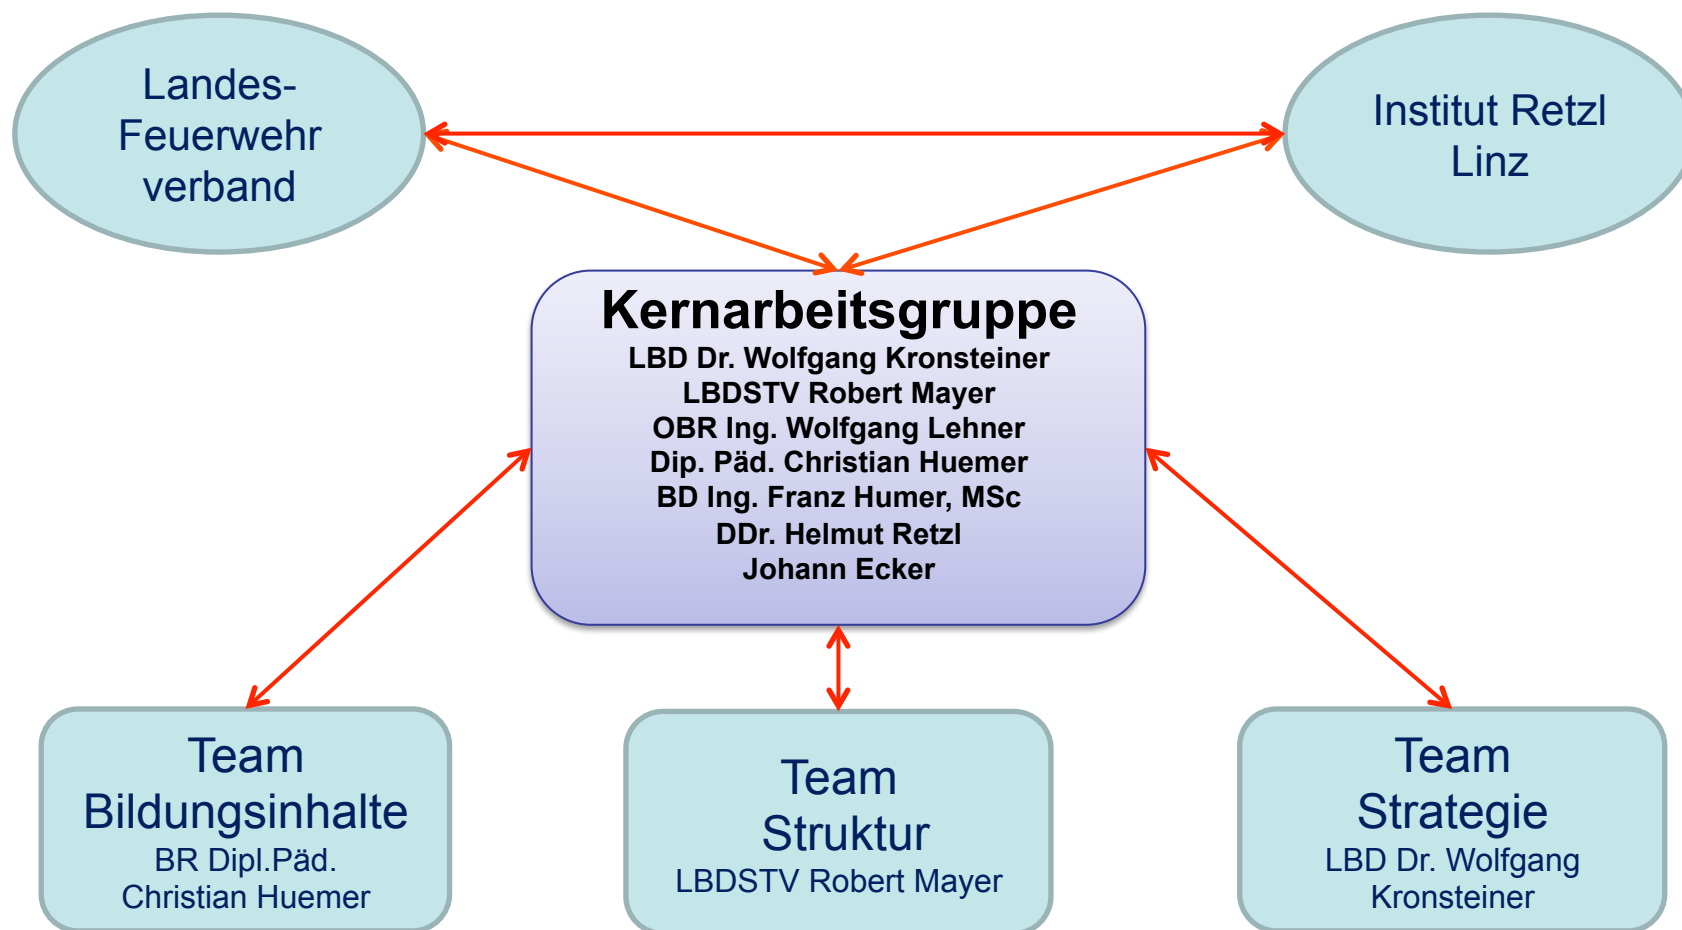 Landes-
Feuerwehr
verband
Institut Retzl
Linz
Kernarbeitsgruppe
LBD Dr. Wolfgang Kronsteiner
LBDSTV Robert Mayer
OBR Ing. Wolfgang Lehner
Dip. Päd. Christian Huemer
BD Ing. Franz Humer, MSc
DDr. Helmut Retzl
Johann Ecker
Team
Bildungsinhalte
BR Dipl.Päd.
Christian Huemer
Team
Struktur
LBDSTV Robert Mayer
Team
Strategie
LBD Dr. Wolfgang
Kronsteiner